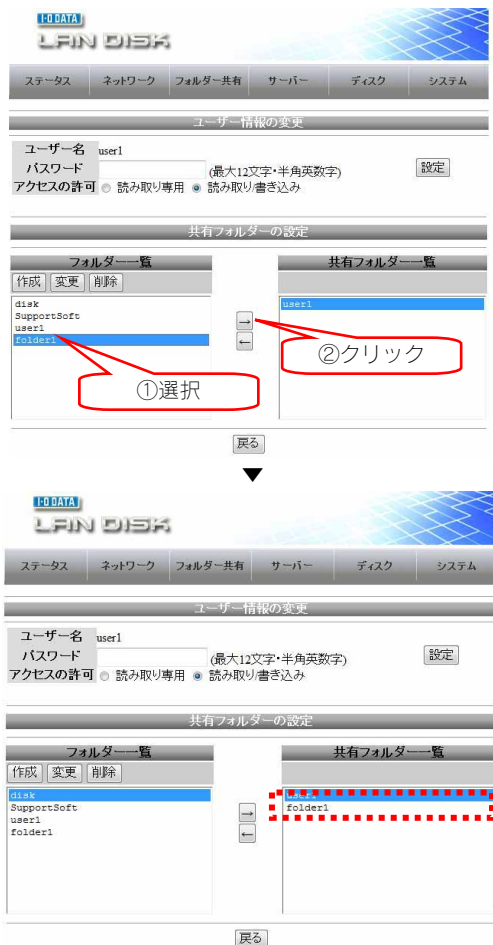 I-O DATA
LAN DISK
ステータス ネットワーク フォルダー共有 サーバー ディスク システム
ユーザー情報の変更
ユーザー名 user1
パスワード (最大12文字・半角英数字) 設定
アクセスの許可 読み取り専用 読み取り/書き込み
共有フォルダーの設定
フォルダー一覧 共有フォルダー一覧
作成 変更 削除
disk user1
SupportSoft
user1 →
folder1 ←
②クリック
①選択
戻る
▼
I-O DATA
LAN DISK
ステータス ネットワーク フォルダー共有 サーバー ディスク システム
ユーザー情報の変更
ユーザー名 user1
パスワード (最大12文字・半角英数字) 設定
アクセスの許可 読み取り専用 読み取り/書き込み
共有フォルダーの設定
フォルダー一覧 共有フォルダー一覧
作成 変更 削除
disk user1
SupportSoft → folder1
user1
folder1 ←
戻る